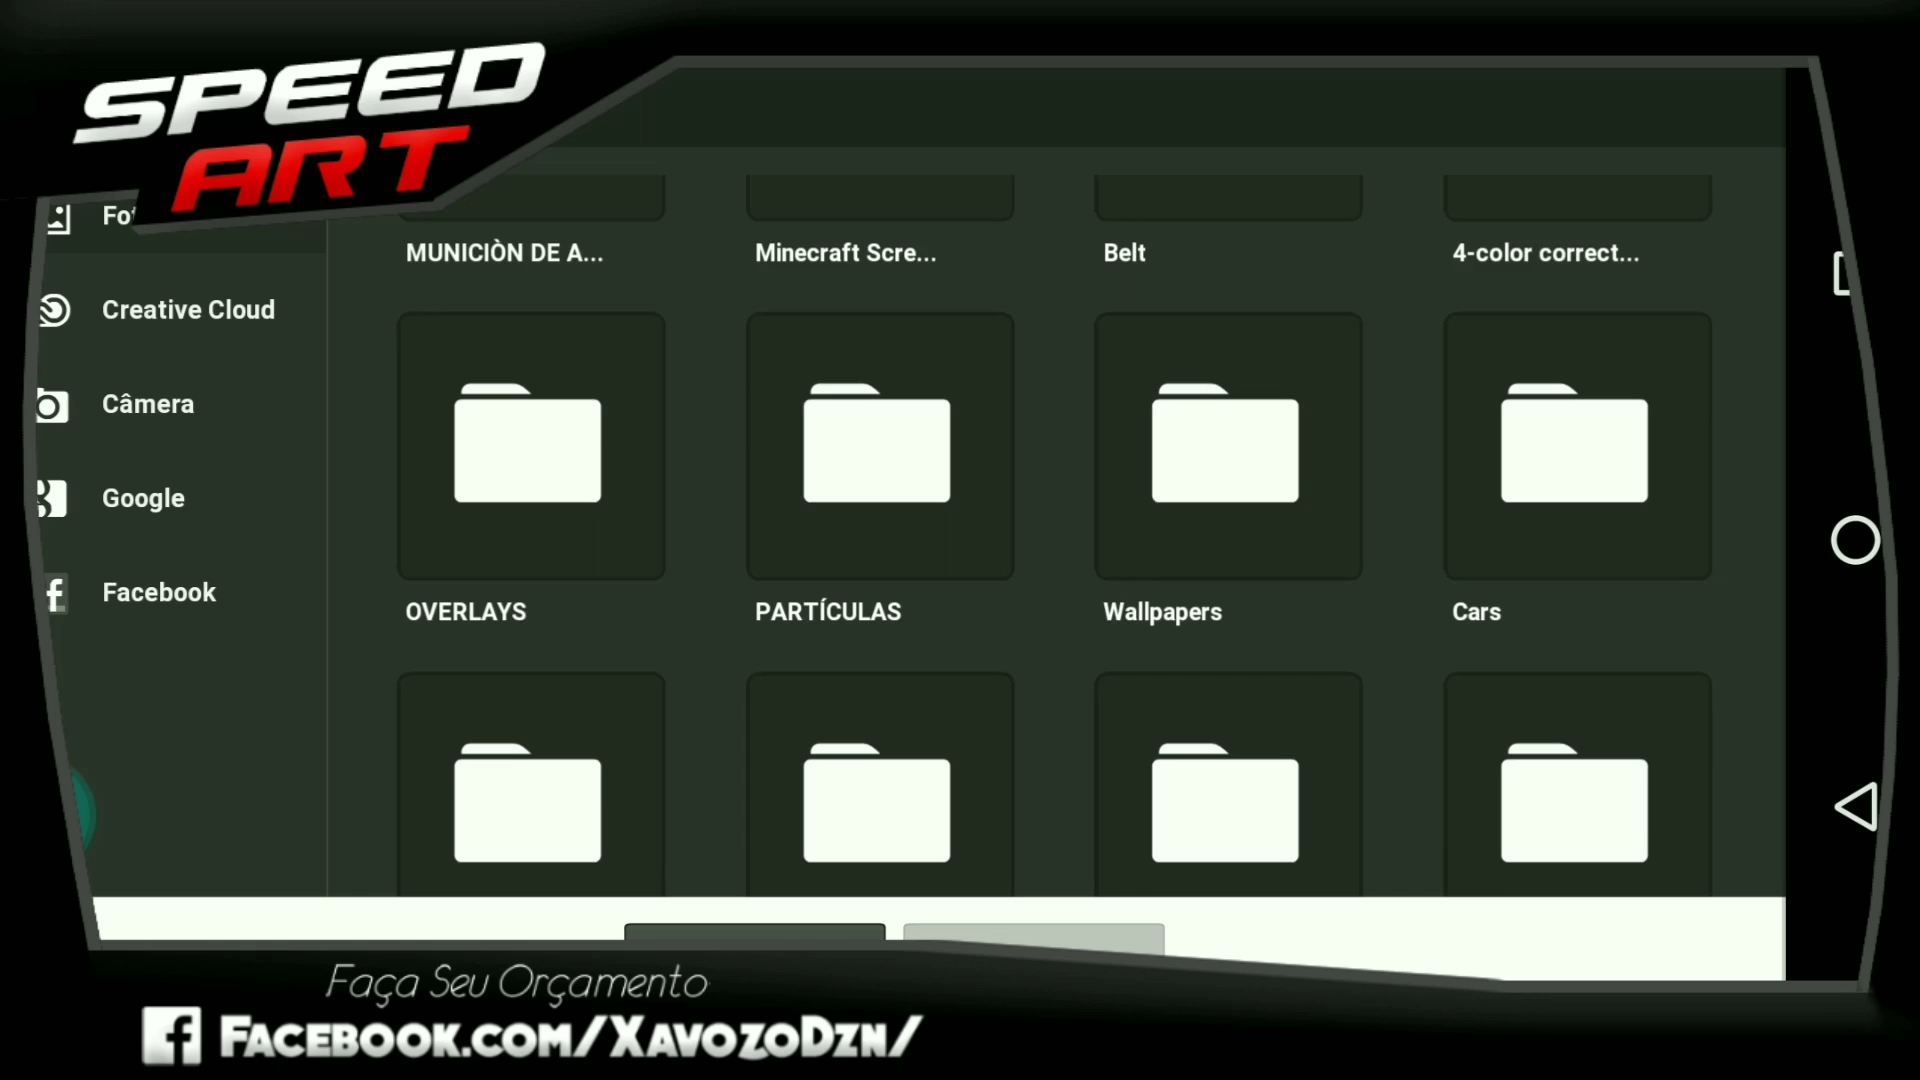 SPEED
ART
Fot
Creative Cloud
Câmera
Google
Facebook
MUNICIÒN DE A...
Minecraft Scre...
Belt
4-color correct...
OVERLAYS
PARTÍCULAS
Wallpapers
Cars
Faça Seu Orçamento
Facebook.com/XavozoDzn/